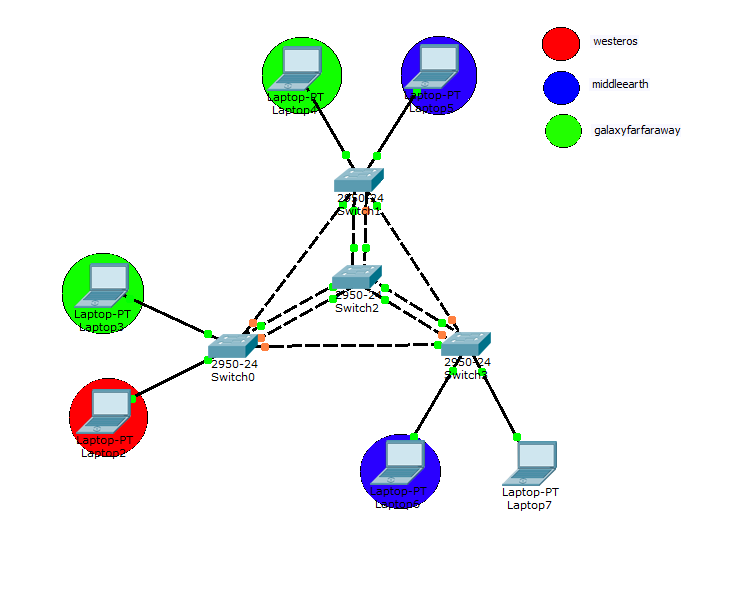 westeros
middleearth
galaxyfarfaraway
Laptop-PT
Laptop4
Laptop-PT
Laptop5
2950-24
Switch1
Laptop-PT
Laptop3
2950-24
Switch2
2950-24
Switch0
2950-24
Switch3
Laptop-PT
Laptop2
Laptop-PT
Laptop6
Laptop-PT
Laptop7